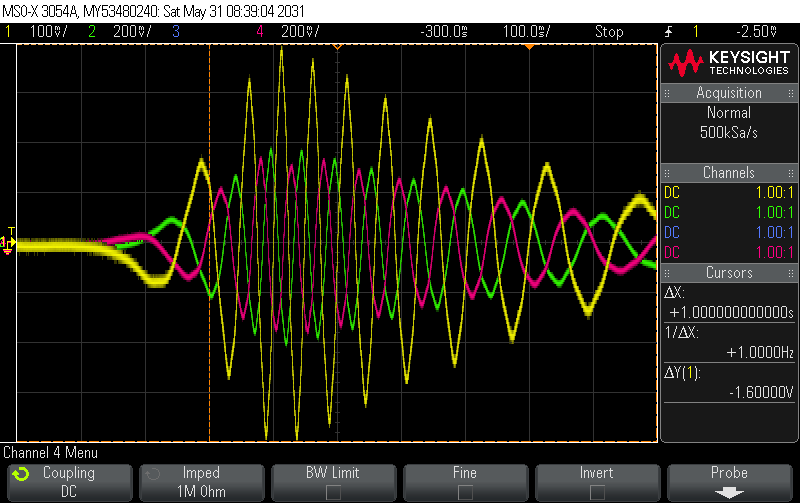 MSO-X 3054A, MY53480240: Sat May 31 08:39:04 2031
1 100%/ 2 200%/ 3 4 200%/ -300.0% 100.0%/ Stop 1 -2.50%
KEYSIGHT
TECHNOLOGIES
Acquisition
Normal
500kSa/s
Channels
DC 1.00:1
DC 1.00:1
DC 1.00:1
DC 1.00:1
Cursors
ΔX:
+1.000000000000s
1/ΔX:
+1.0000Hz
ΔY(1):
-1.60000V
T
1
Channel 4 Menu
Coupling Imped BW Limit Fine Invert Probe
DC 1M Ohm